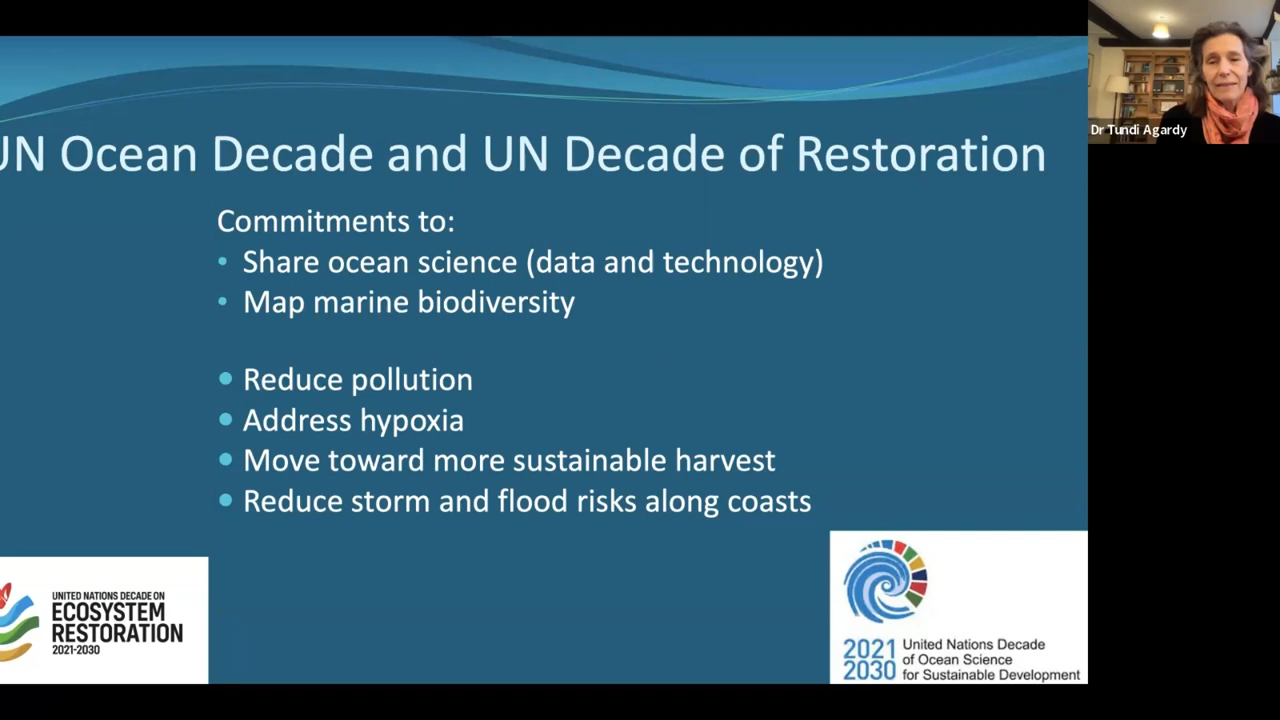 UN Ocean Decade and UN Decade of Restoration
Commitments to:
• Share ocean science (data and technology)
• Map marine biodiversity
• Reduce pollution
• Address hypoxia
• Move toward more sustainable harvest
• Reduce storm and flood risks along coasts
Dr Tundi Agardy
UNITED NATIONS DECADE ON
ECOSYSTEM
RESTORATION
2021-2030
2021
2030
United Nations Decade
of Ocean Science
for Sustainable Development